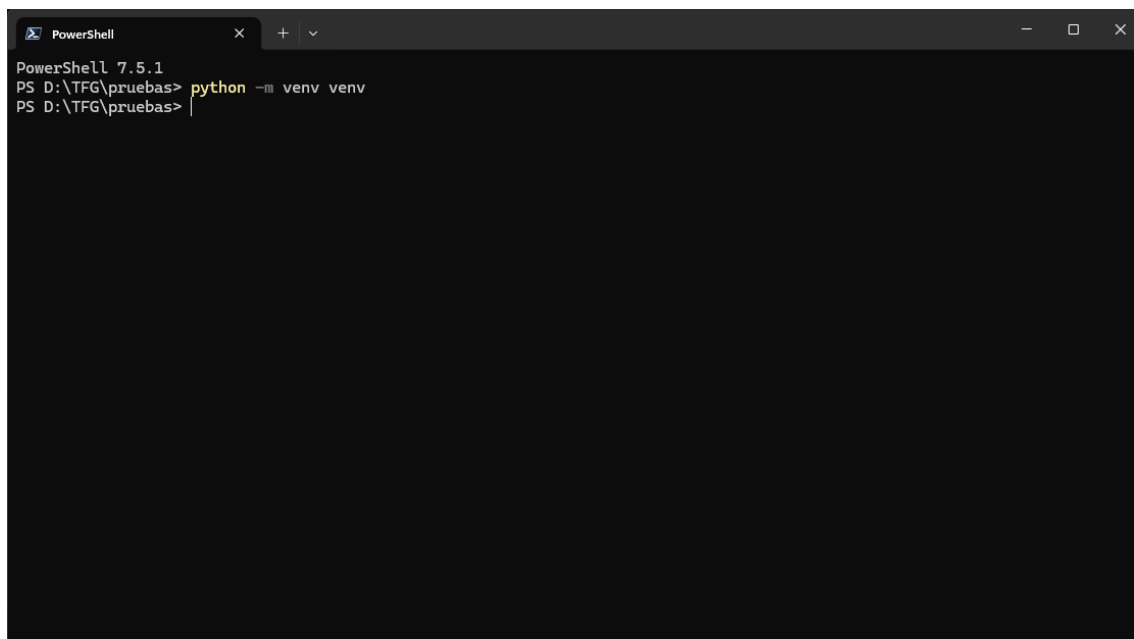 PowerShell
PowerShell 7.5.1
PS D:\TFG\pruebas> python -m venv venv
PS D:\TFG\pruebas>